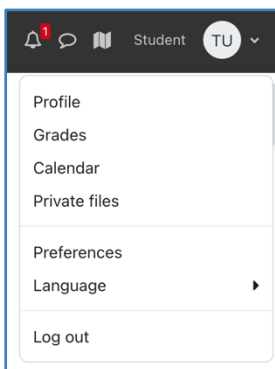 1
Student TU
Profile
Grades
Calendar
Private files
Preferences
Language
Log out